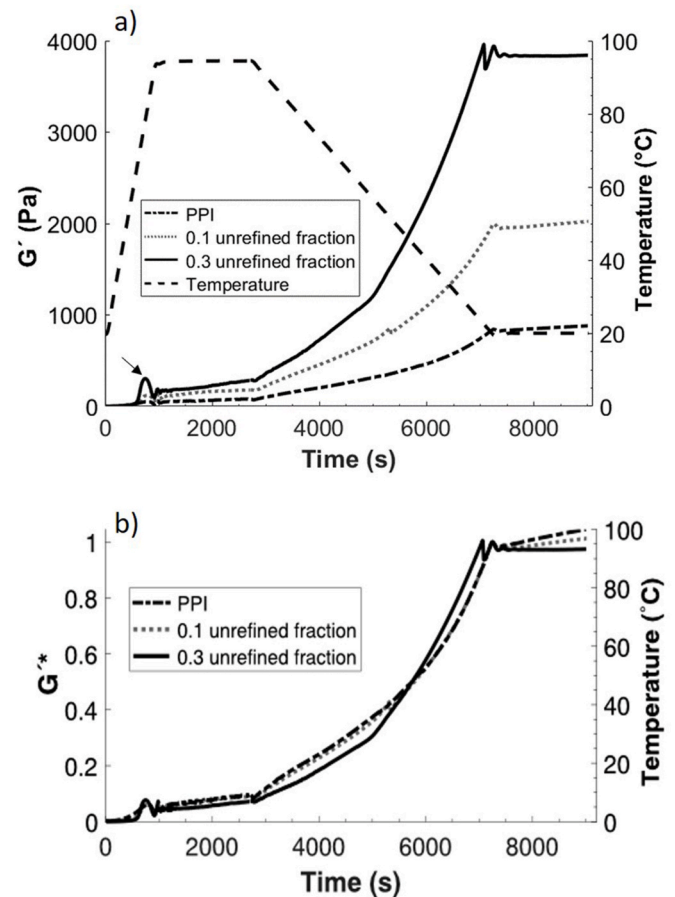 a)
4000
3000
2000
1000
0
G´ (Pa)
100
80
60
40
20
0
Temperature (°C)
PPI
0.1 unrefined fraction
0.3 unrefined fraction
Temperature
0 2000 4000 6000 8000
Time (s)
b)
1
0.8
0.6
0.4
0.2
0
G´*
100
80
60
40
20
0
Temperature (°C)
PPI
0.1 unrefined fraction
0.3 unrefined fraction
0 2000 4000 6000 8000
Time (s)